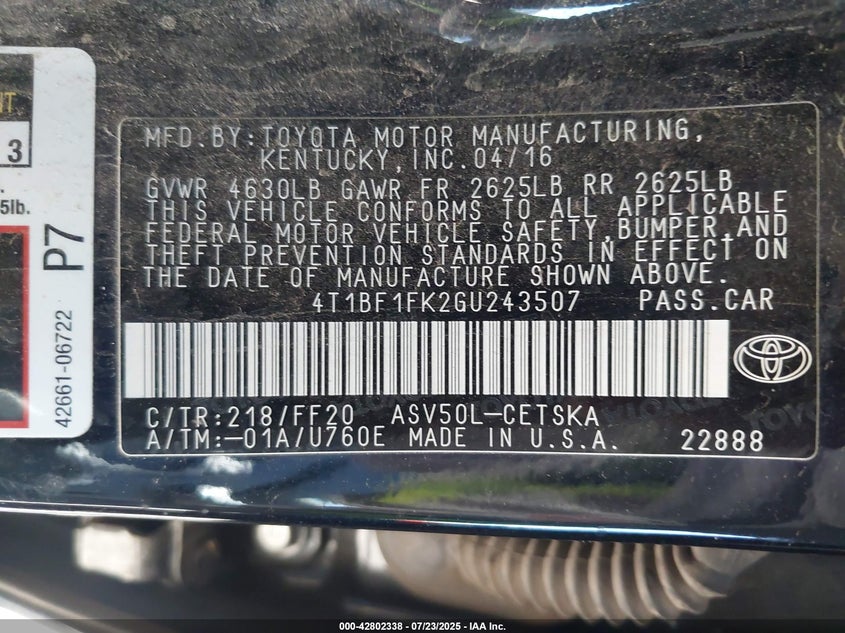 NT
3
5lb.
P7
42661-06722
MFD.BY:TOYOTA MOTOR MANUFACTURING,
KENTUCKY,INC.04/16
GVWR 4630LB GAWR FR 2625LB RR 2625LB
THIS VEHICLE CONFORMS TO ALL APPLICABLE
FEDERAL MOTOR VEHICLE SAFETY,BUMPER,AND
THEFT PREVENTION STANDARDS IN EFFECT ON
THE DATE OF MANUFACTURE SHOWN ABOVE.
4T1BF1FK2GU243507 PASS.CAR
C/TR:218/FF20 ASV50L-CETSKA
A/TM:-01A/U760E MADE IN U.S.A. 22888
000-42802338 - 07/23/2025 - IAA Inc.